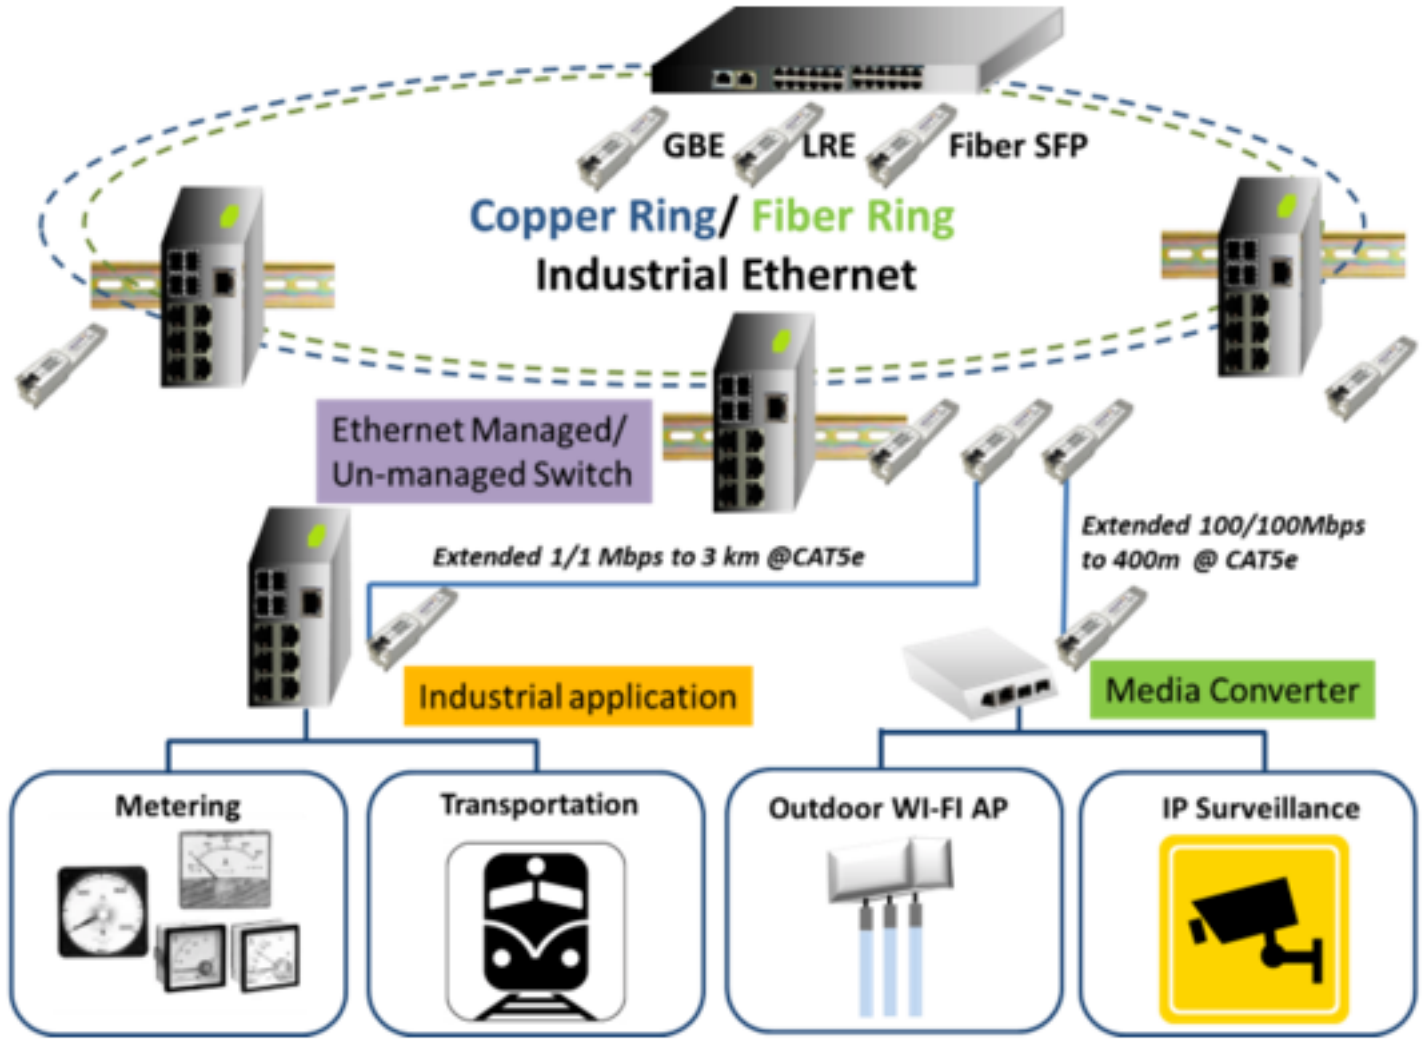 GBE
LRE
Fiber SFP
Copper Ring/ Fiber Ring
Industrial Ethernet
Ethernet Managed/
Un-managed Switch
Extended 1/1 Mbps to 3 km @CAT5e
Extended 100/100Mbps
to 400m @ CAT5e
Industrial application
Media Converter
Metering
Transportation
Outdoor WI-FI AP
IP Surveillance